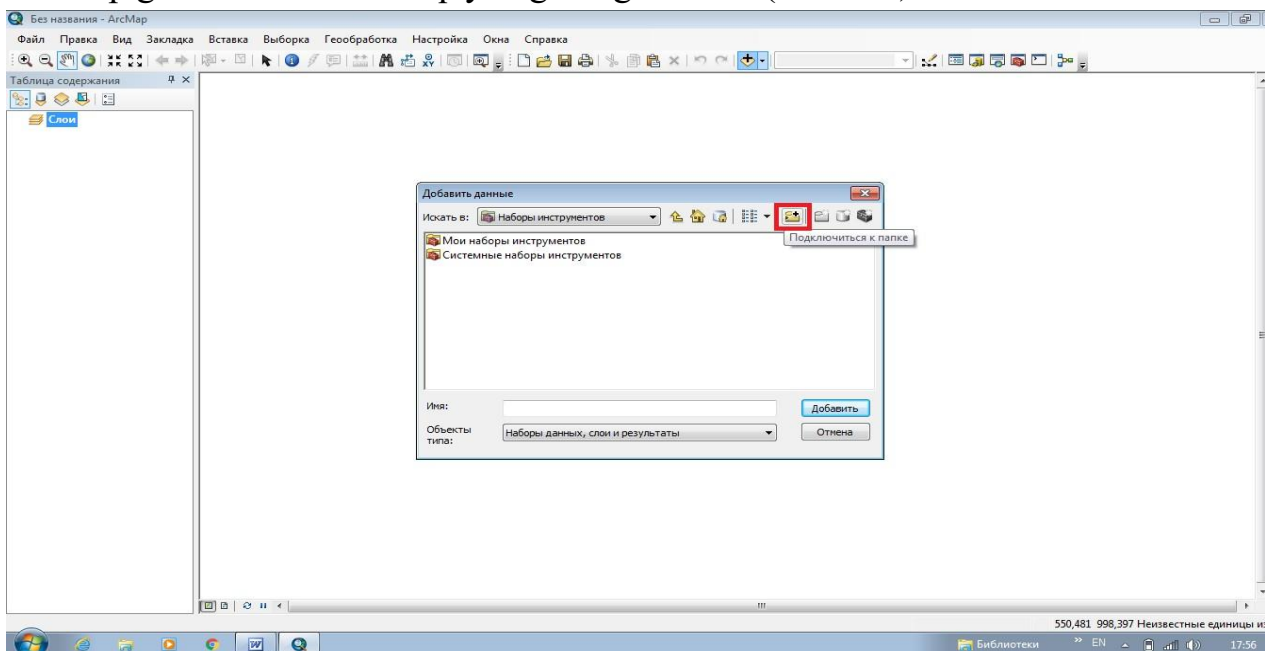 Без названия - ArcMap
Файл Правка Вид Закладка Вставка Выборка Геообработка Настройка Окна Справка
Таблица содержания
Слои
Добавить данные
Искать в: Наборы инструментов
Подключиться к папке
Мои наборы инструментов
Системные наборы инструментов
Имя:
Добавить
Объекты типа:
Наборы данных, слои и результаты
Отмена
550,481 998,397 Неизвестные единицы из
Библиотеки
EN
17:56